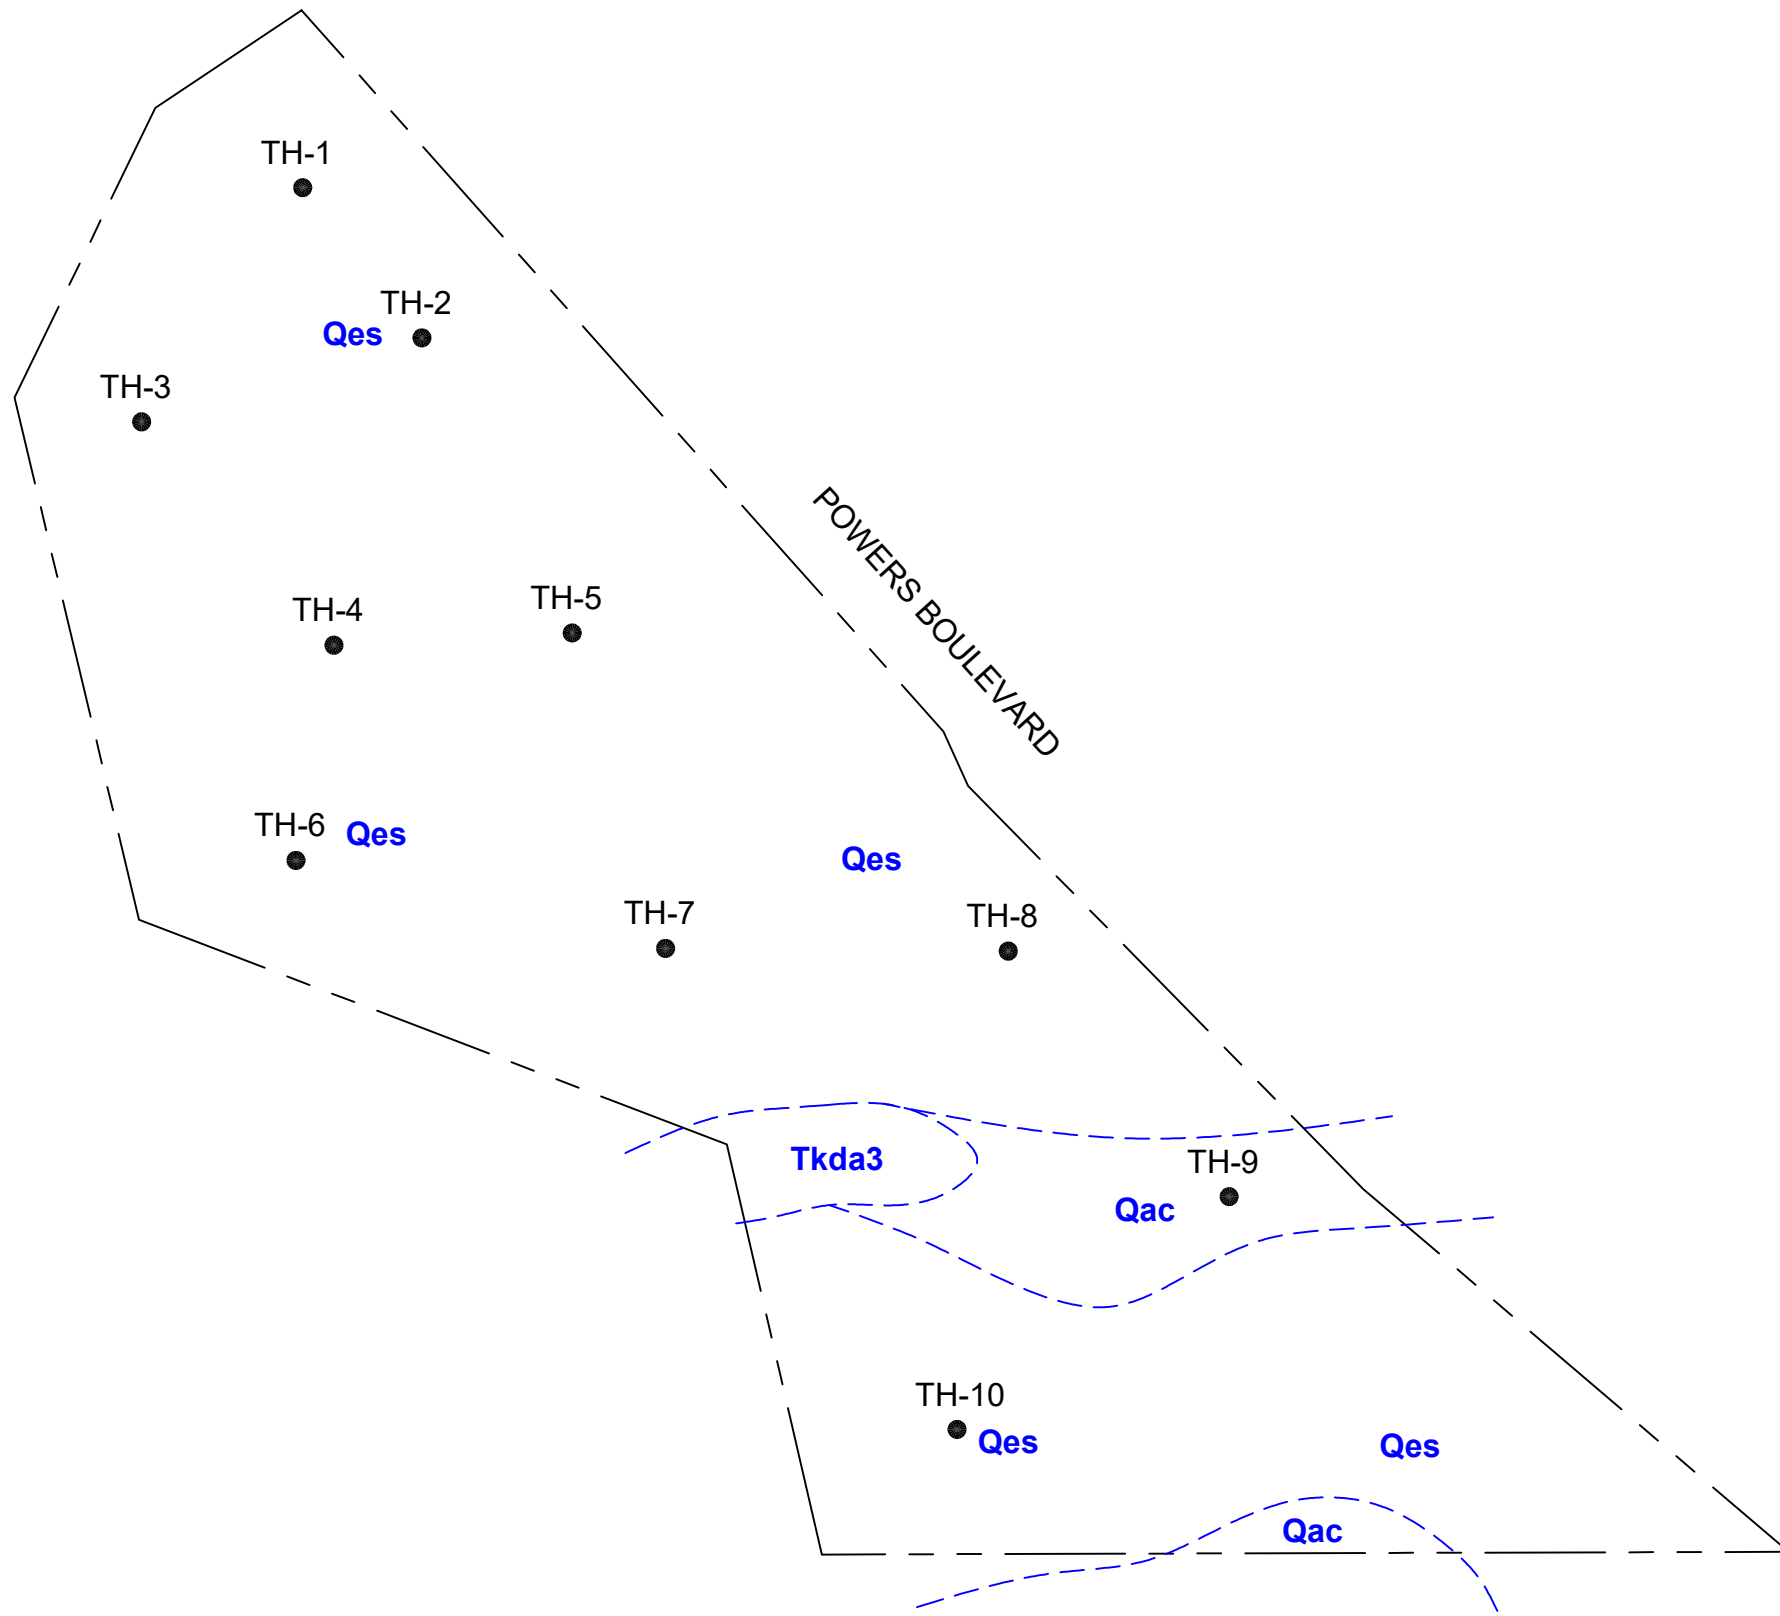 TH-1
TH-2
Qes
TH-3
POWERS BOULEVARD
TH-4
TH-5
TH-6
Qes
Qes
TH-7
TH-8
Tkda3
TH-9
Qac
TH-10
Qes
Qes
Qac